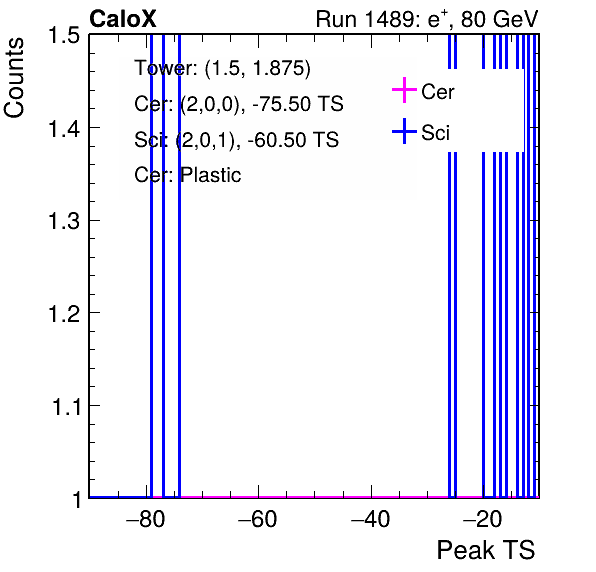 CaloX Run 1489: e+, 80 GeV
Counts
1.5
1.4
1.3
1.2
1.1
1
Tower: (1.5, 1.875)
Cer: (2,0,0), -75.50 TS
Sci: (2,0,1), -60.50 TS
Cer: Plastic
Cer
Sci
−80 −60 −40 −20
Peak TS